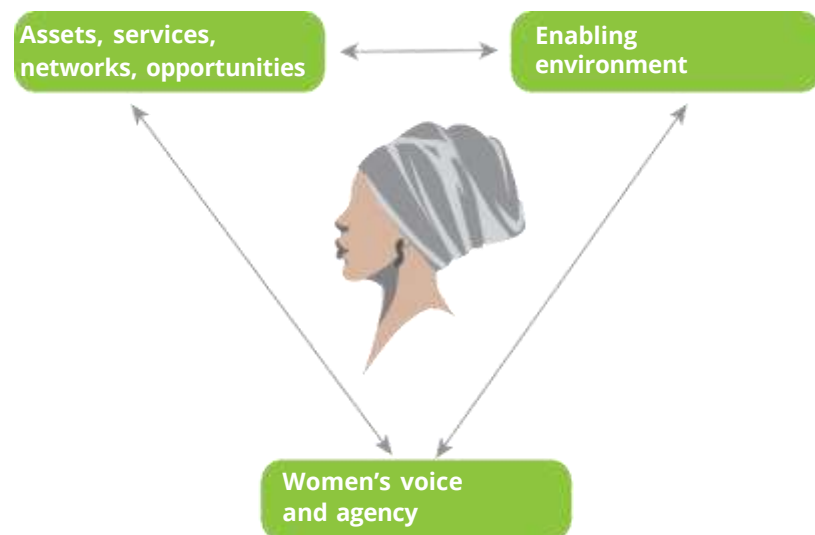 Assets, services,
networks, opportunities
Enabling
environment
Women’s voice
and agency